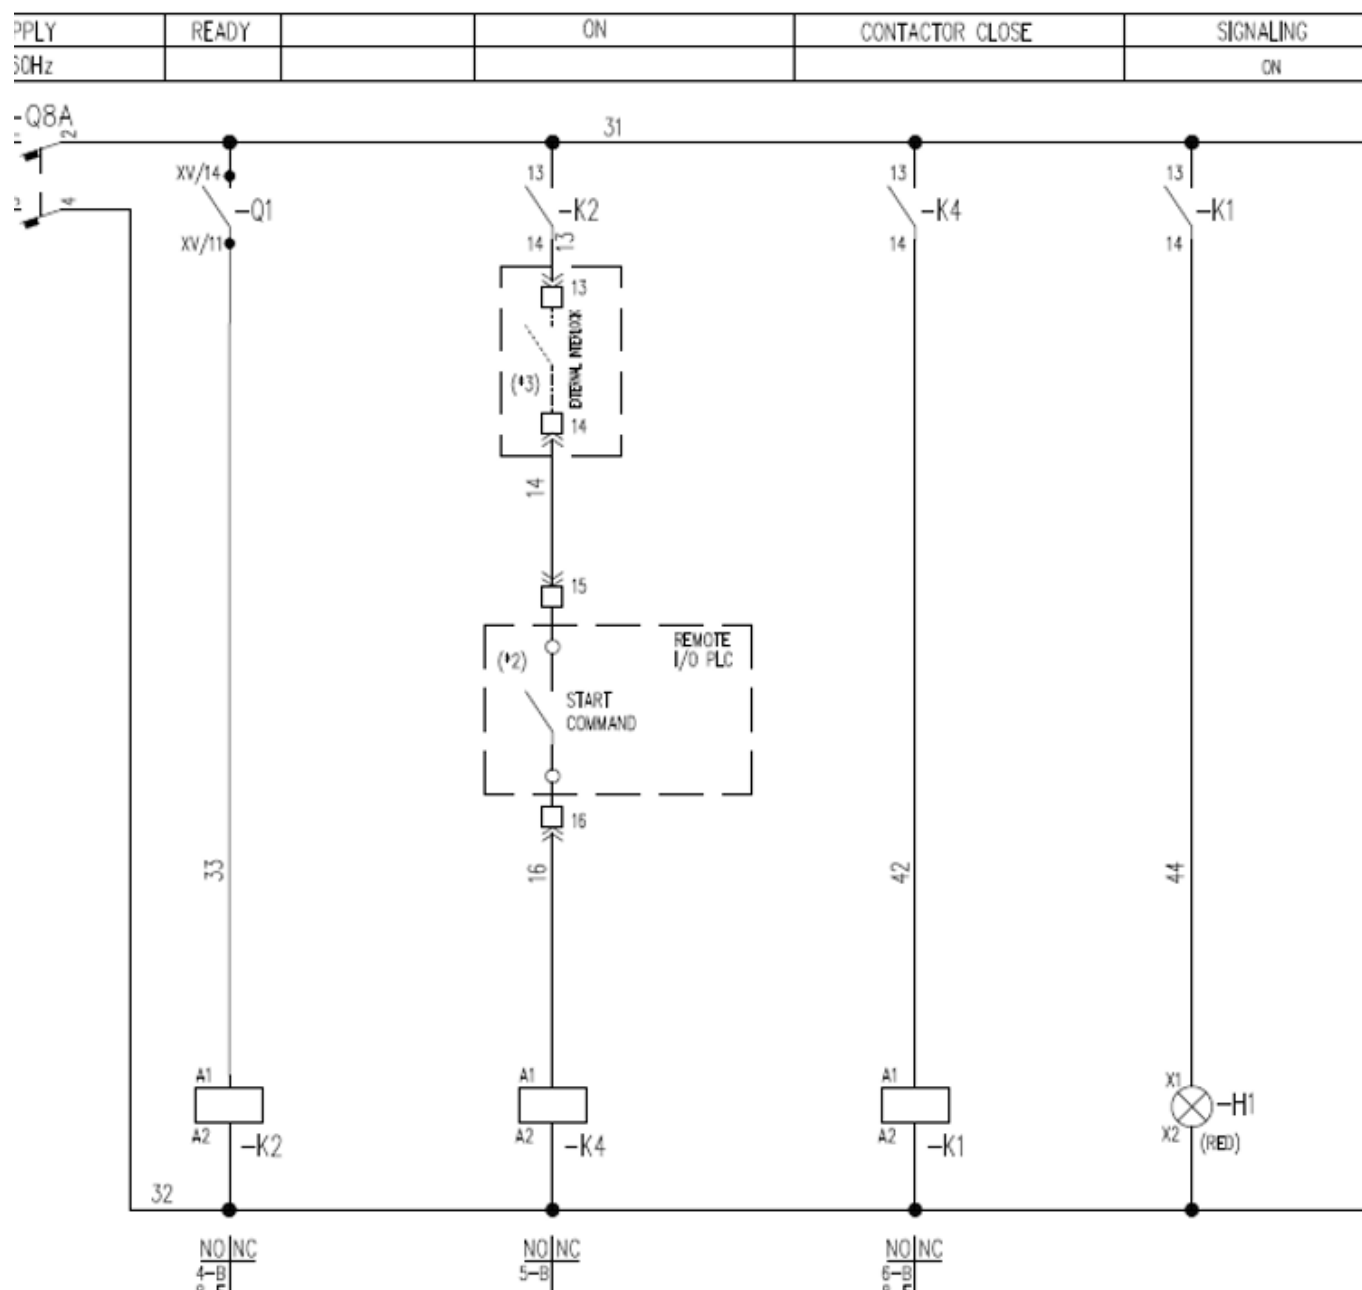 PPLY READY ON CONTACTOR CLOSE SIGNALING
60Hz ON
-Q8A
2
31
4
XV/14
-Q1
XV/11
13
-K2
14
13
13
-K4
14
13
-K1
14
13
EXTERNAL INTERLOCK
(*3)
14
14
15
REMOTE
I/O PLC
(*2)
START
COMMAND
16
33
16
42
44
A1
A2
-K2
A1
A2
-K4
A1
A2
-K1
X1
-H1
X2
(RED)
32
NO NC
4-B
NO NC
5-B
NO NC
6-B